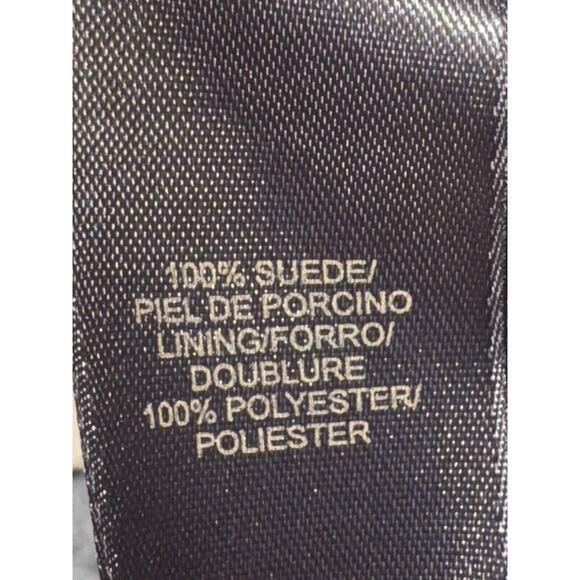 100% SUEDE/
PIEL DE PORCINO
LINING/FORRO/
DOUBLURE
100% POLYESTER/
POLIESTER